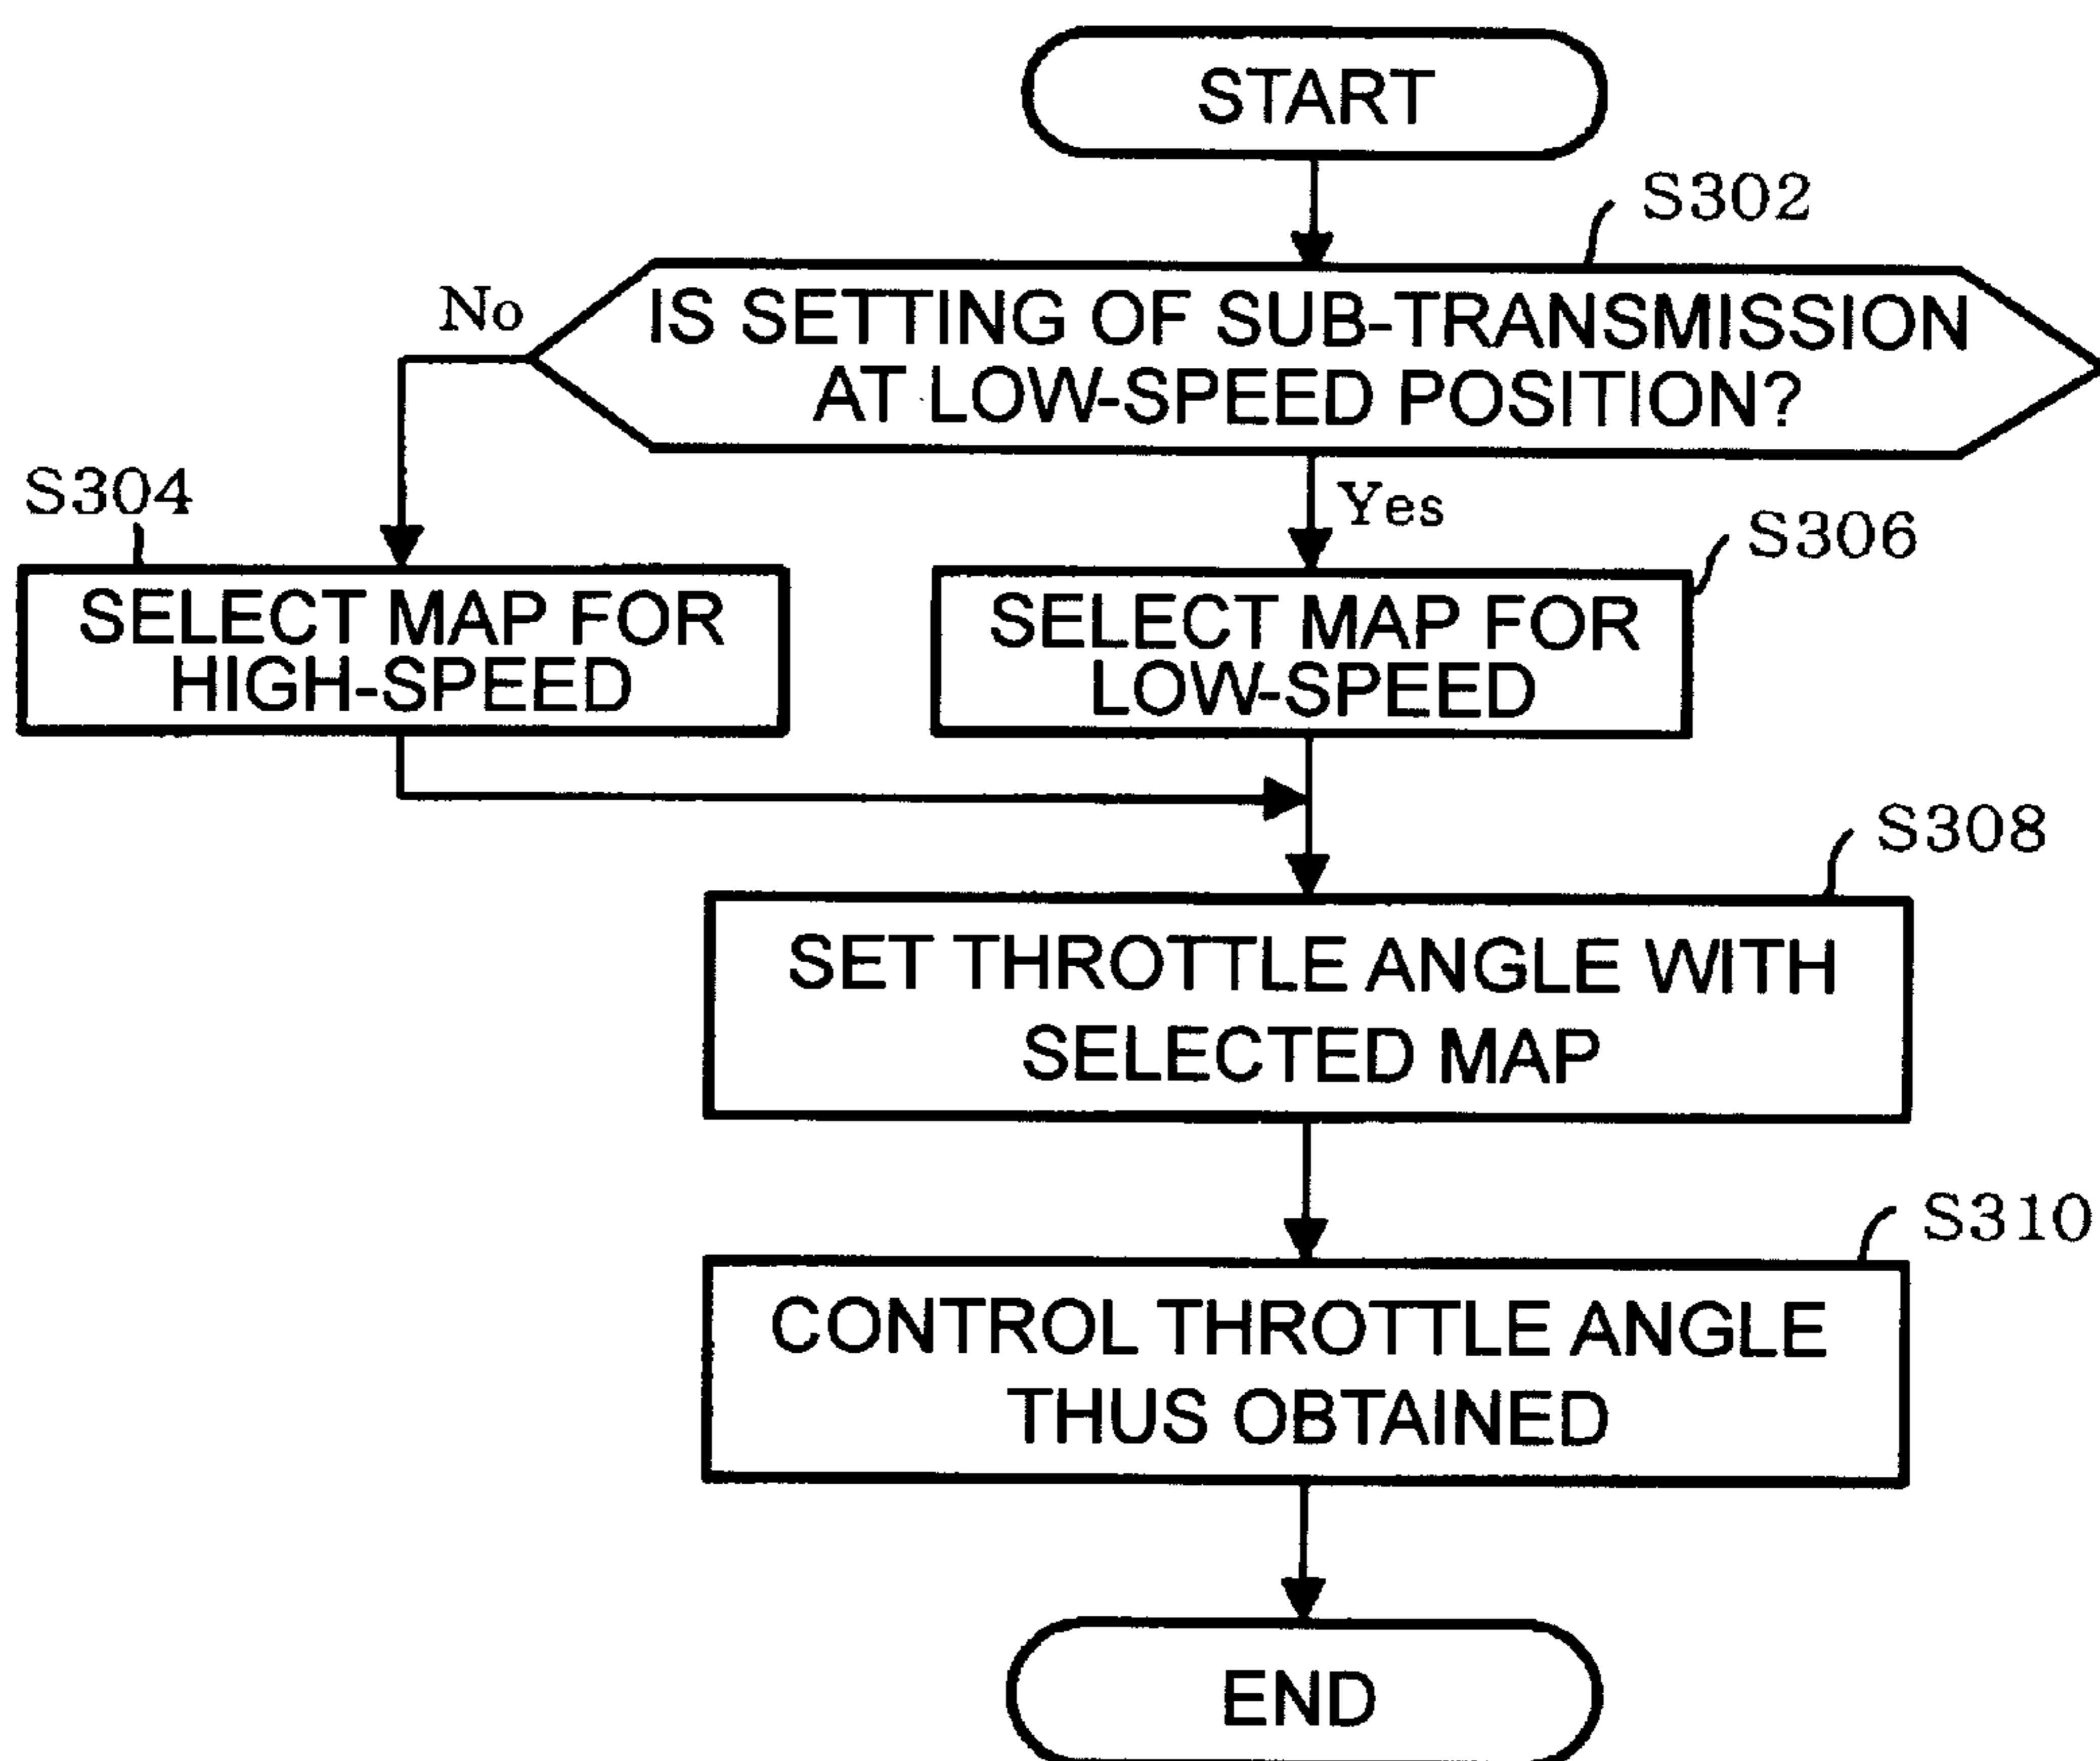 START
S302
No
IS SETTING OF SUB-TRANSMISSION
AT LOW-SPEED POSITION?
S304
Yes
S306
SELECT MAP FOR
HIGH-SPEED
SELECT MAP FOR
LOW-SPEED
S308
SET THROTTLE ANGLE WITH
SELECTED MAP
S310
CONTROL THROTTLE ANGLE
THUS OBTAINED
END